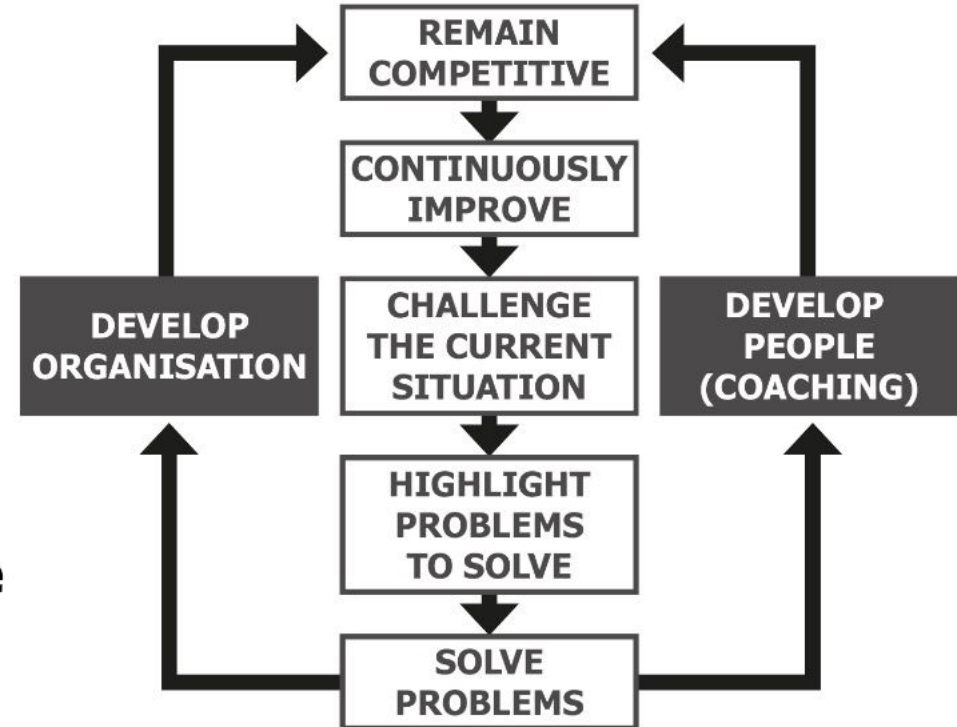 REMAIN
COMPETITIVE
CONTINUOUSLY
IMPROVE
CHALLENGE
THE CURRENT
SITUATION
DEVELOP
ORGANISATION
DEVELOP
PEOPLE
(COACHING)
HIGHLIGHT
PROBLEMS
TO SOLVE
SOLVE
PROBLEMS